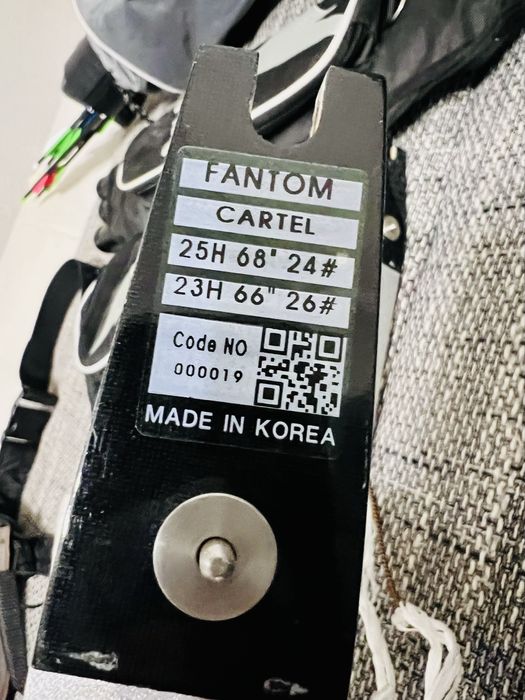 FANTOM
CARTEL
25H 68" 24#
23H 66" 26#
Code NO
000019
MADE IN KOREA